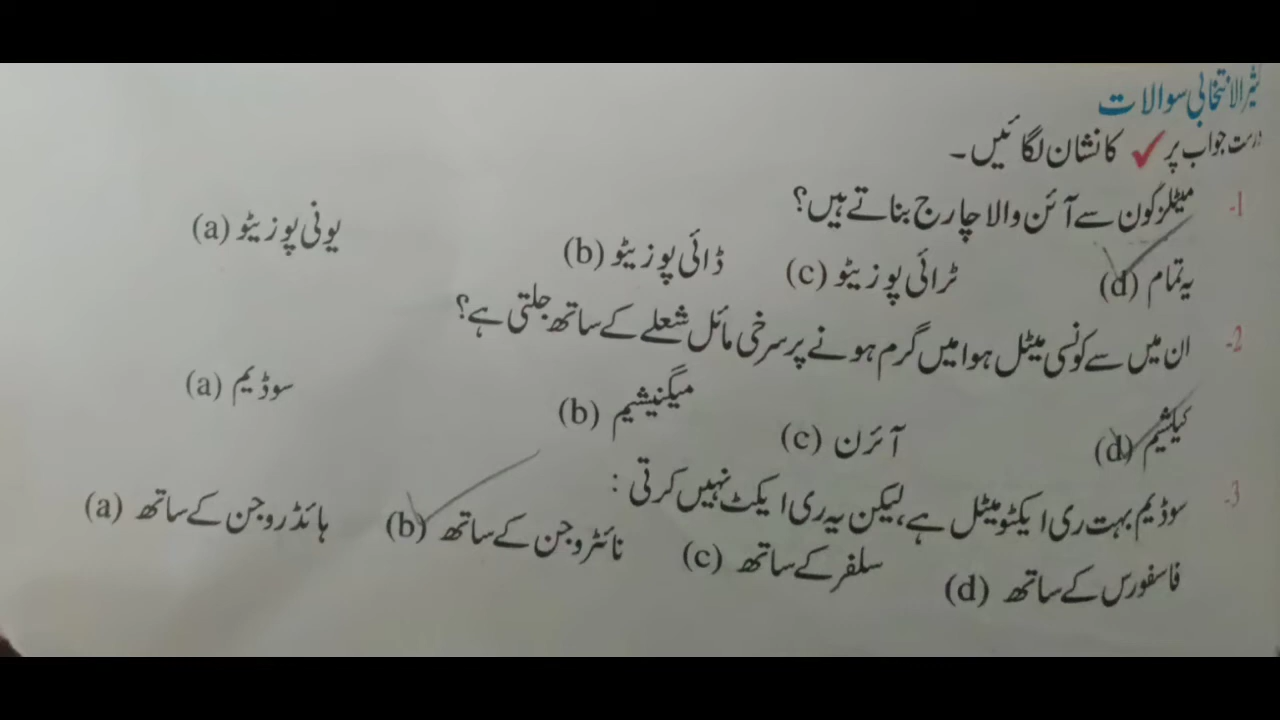 کثیر الانتخابی سوالات
درست جواب پر ✓ کا نشان لگائیں۔
-1 میٹلز کون سے آئن والا چارج بناتے ہیں؟
(a) یونی پوزیٹو (b) ڈائی پوزیٹو (c) ٹرائی پوزیٹو (d) یہ تمام
-2 ان میں سے کونسی میٹل ہوا میں گرم ہونے پر سرخی مائل شعلے کے ساتھ جلتی ہے؟
(a) سوڈیم (b) میگنیشیم (c) آئرن (d) کیلشیم
-3 سوڈیم بہت ری ایکٹو میٹل ہے، لیکن یہ ری ایکٹ نہیں کرتی :
(a) ہائڈروجن کے ساتھ (b) نائٹروجن کے ساتھ (c) سلفر کے ساتھ (d) فاسفورس کے ساتھ